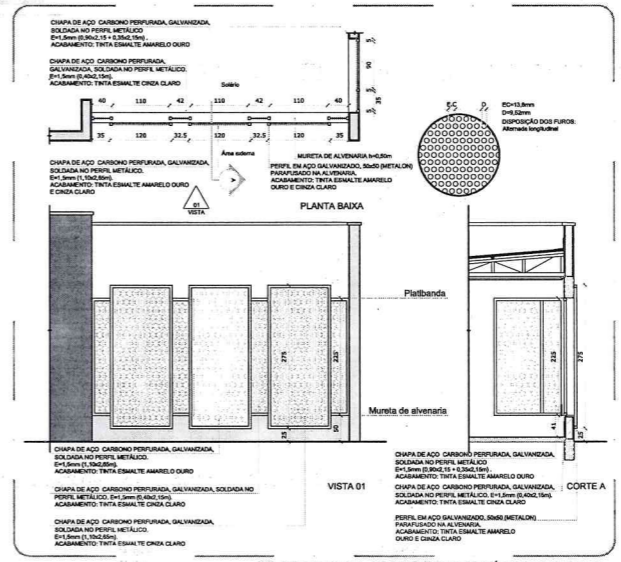 CHAPA DE AÇO CARBONO PERFURADA, GALVANIZADA,
SOLDADA NO PERFIL METÁLICO
E=1,5mm (0,90x2,15 + 0,35x2,15m).
ACABAMENTO: TINTA ESMALTE AMARELO OURO
CHAPA DE AÇO CARBONO PERFURADA,
GALVANIZADA, SOLDADA NO PERFIL METÁLICO.
E=1,5mm (0,40x2,15m).
ACABAMENTO: TINTA ESMALTE CINZA CLARO
Solário
40 110 42 110 42 110 40
35 120 32.5 120 32.5 120 35
5
90
5
35
Área externa
A
CHAPA DE AÇO CARBONO PERFURADA, GALVANIZADA,
SOLDADA NO PERFIL METÁLICO.
E=1,5mm (1,10x2,65m).
ACABAMENTO: TINTA ESMALTE AMARELO OURO
E CINZA CLARO
01
VISTA
MURETA DE ALVENARIA h=0,50m
PERFIL EM AÇO GALVANIZADO, 50x50 (METALON)
PARAFUSADO NA ALVENARIA.
ACABAMENTO: TINTA ESMALTE AMARELO
OURO E CINZA CLARO
PLANTA BAIXA
EC D
EC=13,8mm
D=9,52mm
DISPOSIÇÃO DOS FUROS:
Alternada longitudinal
Platibanda
275
225
Mureta de alvenaria
25
50
225
275
41
25
CHAPA DE AÇO CARBONO PERFURADA, GALVANIZADA,
SOLDADA NO PERFIL METÁLICO.
E=1,5mm (1,10x2,65m).
ACABAMENTO: TINTA ESMALTE AMARELO OURO
CHAPA DE AÇO CARBONO PERFURADA, GALVANIZADA, SOLDADA NO
PERFIL METÁLICO. E=1,5mm (0,40x2,15m).
ACABAMENTO: TINTA ESMALTE CINZA CLARO
CHAPA DE AÇO CARBONO PERFURADA, GALVANIZADA,
SOLDADA NO PERFIL METÁLICO.
E=1,5mm (1,10x2,65m).
ACABAMENTO: TINTA ESMALTE CINZA CLARO
VISTA 01
CHAPA DE AÇO CARBONO PERFURADA, GALVANIZADA,
SOLDADA NO PERFIL METÁLICO
E=1,5mm (0,90x2,15 + 0,35x2,15m).
ACABAMENTO: TINTA ESMALTE AMARELO OURO
CHAPA DE AÇO CARBONO PERFURADA, GALVANIZADA,
SOLDADA NO PERFIL METÁLICO. E=1,5mm (0,40x2,15m).
ACABAMENTO: TINTA ESMALTE CINZA CLARO
PERFIL EM AÇO GALVANIZADO, 50x50 (METALON)
PARAFUSADO NA ALVENARIA.
ACABAMENTO: TINTA ESMALTE AMARELO
OURO E CINZA CLARO
CORTE A